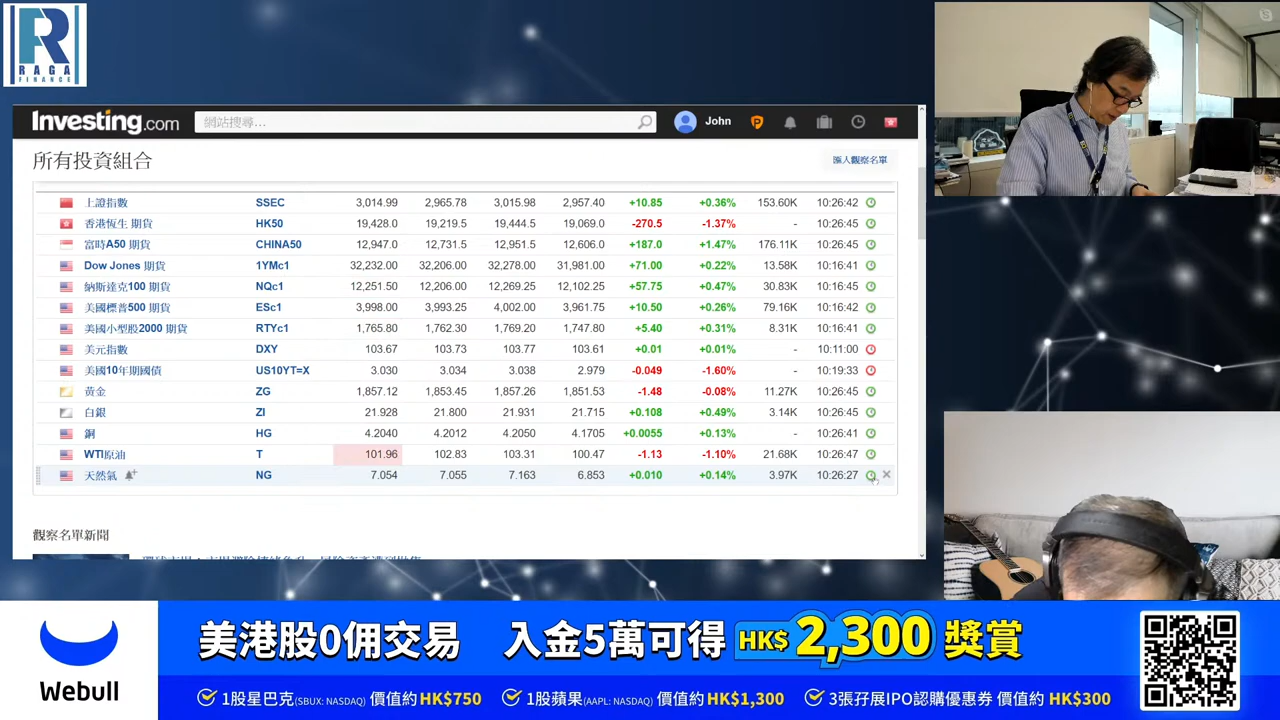 RAGA
FINANCE
Investing.com 網站搜尋... John
所有投資組合 匯入觀察名單
上證指數 SSEC 3,014.99 2,965.78 3,015.98 2,957.40 +10.85 +0.36% 153.60K 10:26:42
香港恆生 期貨 HK50 19,428.0 19,219.5 19,444.5 19,069.0 -270.5 -1.37% - 10:26:45
富時A50 期貨 CHINA50 12,947.0 12,731.5 12,951.5 12,606.0 +187.0 +1.47% 176.11K 10:26:45
Dow Jones 期貨 1YMc1 32,232.00 32,206.00 32,278.00 31,981.00 +71.00 +0.22% 13.58K 10:16:41
納斯達克100 期貨 NQc1 12,251.50 12,206.00 12,269.25 12,102.25 +57.75 +0.47% 30.83K 10:16:41
美國標普500 期貨 ESc1 3,998.00 3,993.25 4,002.00 3,961.75 +10.50 +0.26% 79.16K 10:16:42
美國小型股2000 期貨 RTYc1 1,765.80 1,762.30 1,769.20 1,747.80 +5.40 +0.31% 8.31K 10:16:41
美元指數 DXY 103.67 103.73 103.77 103.61 +0.01 +0.01% - 10:11:00
美國10年期國債 US10YT=X 3.030 3.034 3.038 2.979 -0.049 -1.60% - 10:19:33
黃金 ZG 1,857.12 1,853.45 1,857.26 1,851.53 -1.48 -0.08% 11.27K 10:26:45
白銀 ZI 21.928 21.800 21.931 21.715 +0.108 +0.49% 3.14K 10:26:45
銅 HG 4.2040 4.2012 4.2050 4.1705 +0.0055 +0.13% - 10:26:41
WTI原油 T 101.96 102.83 103.31 100.47 -1.13 -1.10% 21.68K 10:26:47
天然氣 NG 7.054 7.055 7.163 6.853 +0.010 +0.14% 3.97K 10:26:27
觀察名單新聞
Webull
美港股0佣交易 入金5萬可得 HK$ 2,300 獎賞
1股星巴克(SBUX: NASDAQ) 價值約HK$750 1股蘋果(AAPL: NASDAQ) 價值約HK$1,300 3張孖展IPO認購優惠券 價值約 HK$300